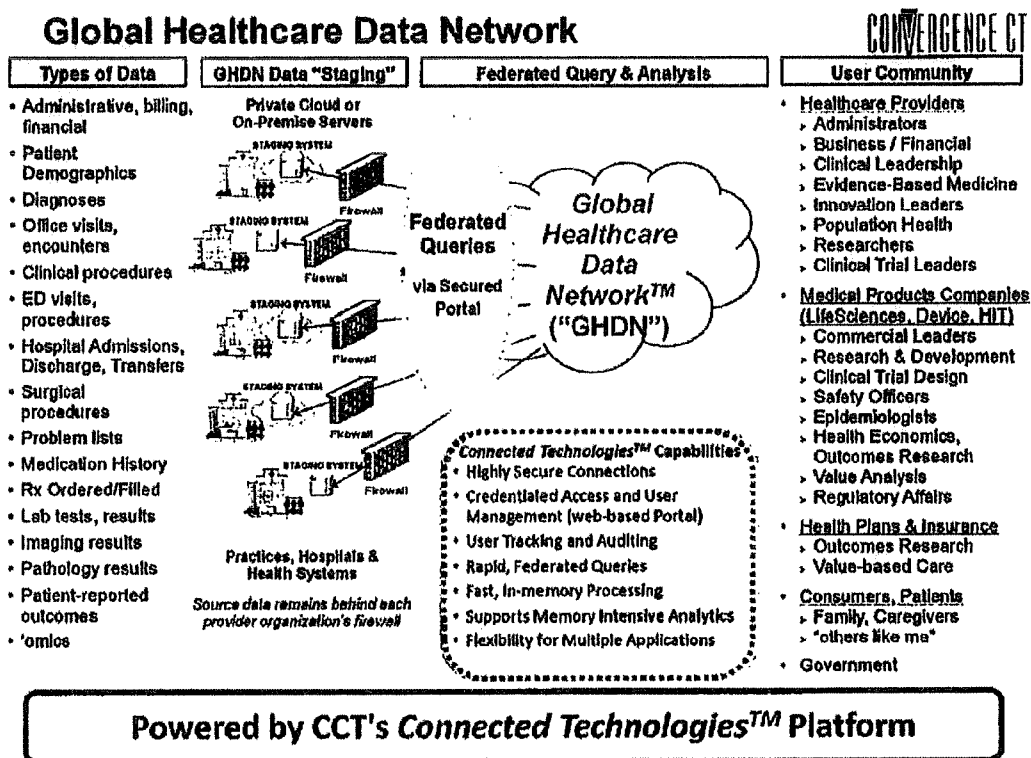 Global Healthcare Data Network
CONVERGENCE CT
Types of Data
• Administrative, billing,
financial
• Patient
Demographics
• Diagnoses
• Office visits,
encounters
• Clinical procedures
• ED visits,
procedures
• Hospital Admissions,
Discharge, Transfers
• Surgical
procedures
• Problem lists
• Medication History
• Rx Ordered/Filled
• Lab tests, results
• Imaging results
• Pathology results
• Patient-reported
outcomes
• 'omics
GHDN Data "Staging"
Private Cloud or
On-Premise Servers
STAGING SYSTEM
Firewall
STAGING SYSTEM
Firewall
STAGING SYSTEM
Firewall
STAGING SYSTEM
Firewall
STAGING SYSTEM
Firewall
Practices, Hospitals &
Health Systems
Source data remains behind each
provider organization's firewall
Federated Query & Analysis
Federated
Queries
via Secured
Portal
Global
Healthcare
Data
Network™
("GHDN")
Connected Technologies™ Capabilities
• Highly Secure Connections
• Credentialed Access and User
Management (web-based Portal)
• User Tracking and Auditing
• Rapid, Federated Queries
• Fast, In-memory Processing
• Supports Memory Intensive Analytics
• Flexibility for Multiple Applications
User Community
• Healthcare Providers
› Administrators
› Business / Financial
› Clinical Leadership
› Evidence-Based Medicine
› Innovation Leaders
› Population Health
› Researchers
› Clinical Trial Leaders
• Medical Products Companies
(LifeSciences, Device, HIT)
› Commercial Leaders
› Research & Development
› Clinical Trial Design
› Safety Officers
› Epidemiologists
› Health Economics,
Outcomes Research
› Value Analysis
› Regulatory Affairs
• Health Plans & Insurance
› Outcomes Research
› Value-based Care
• Consumers, Patients
› Family, Caregivers
› "others like me"
• Government
Powered by CCT's Connected Technologies™ Platform